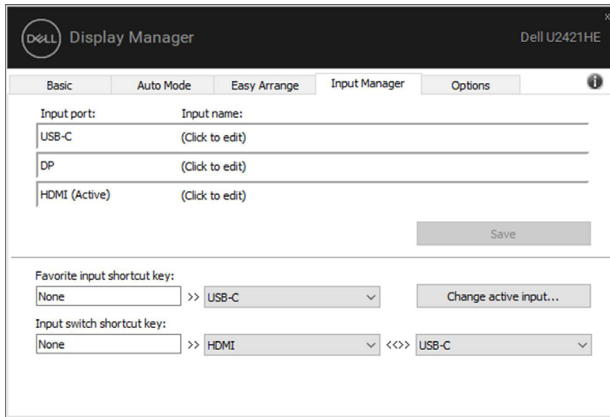 x
DELL Display Manager Dell U2421HE
Basic Auto Mode Easy Arrange Input Manager Options i
Input port: Input name:
USB-C (Click to edit)
DP (Click to edit)
HDMI (Active) (Click to edit)
Save
Favorite input shortcut key:
None >> USB-C Change active input...
Input switch shortcut key:
None >> HDMI <<>> USB-C